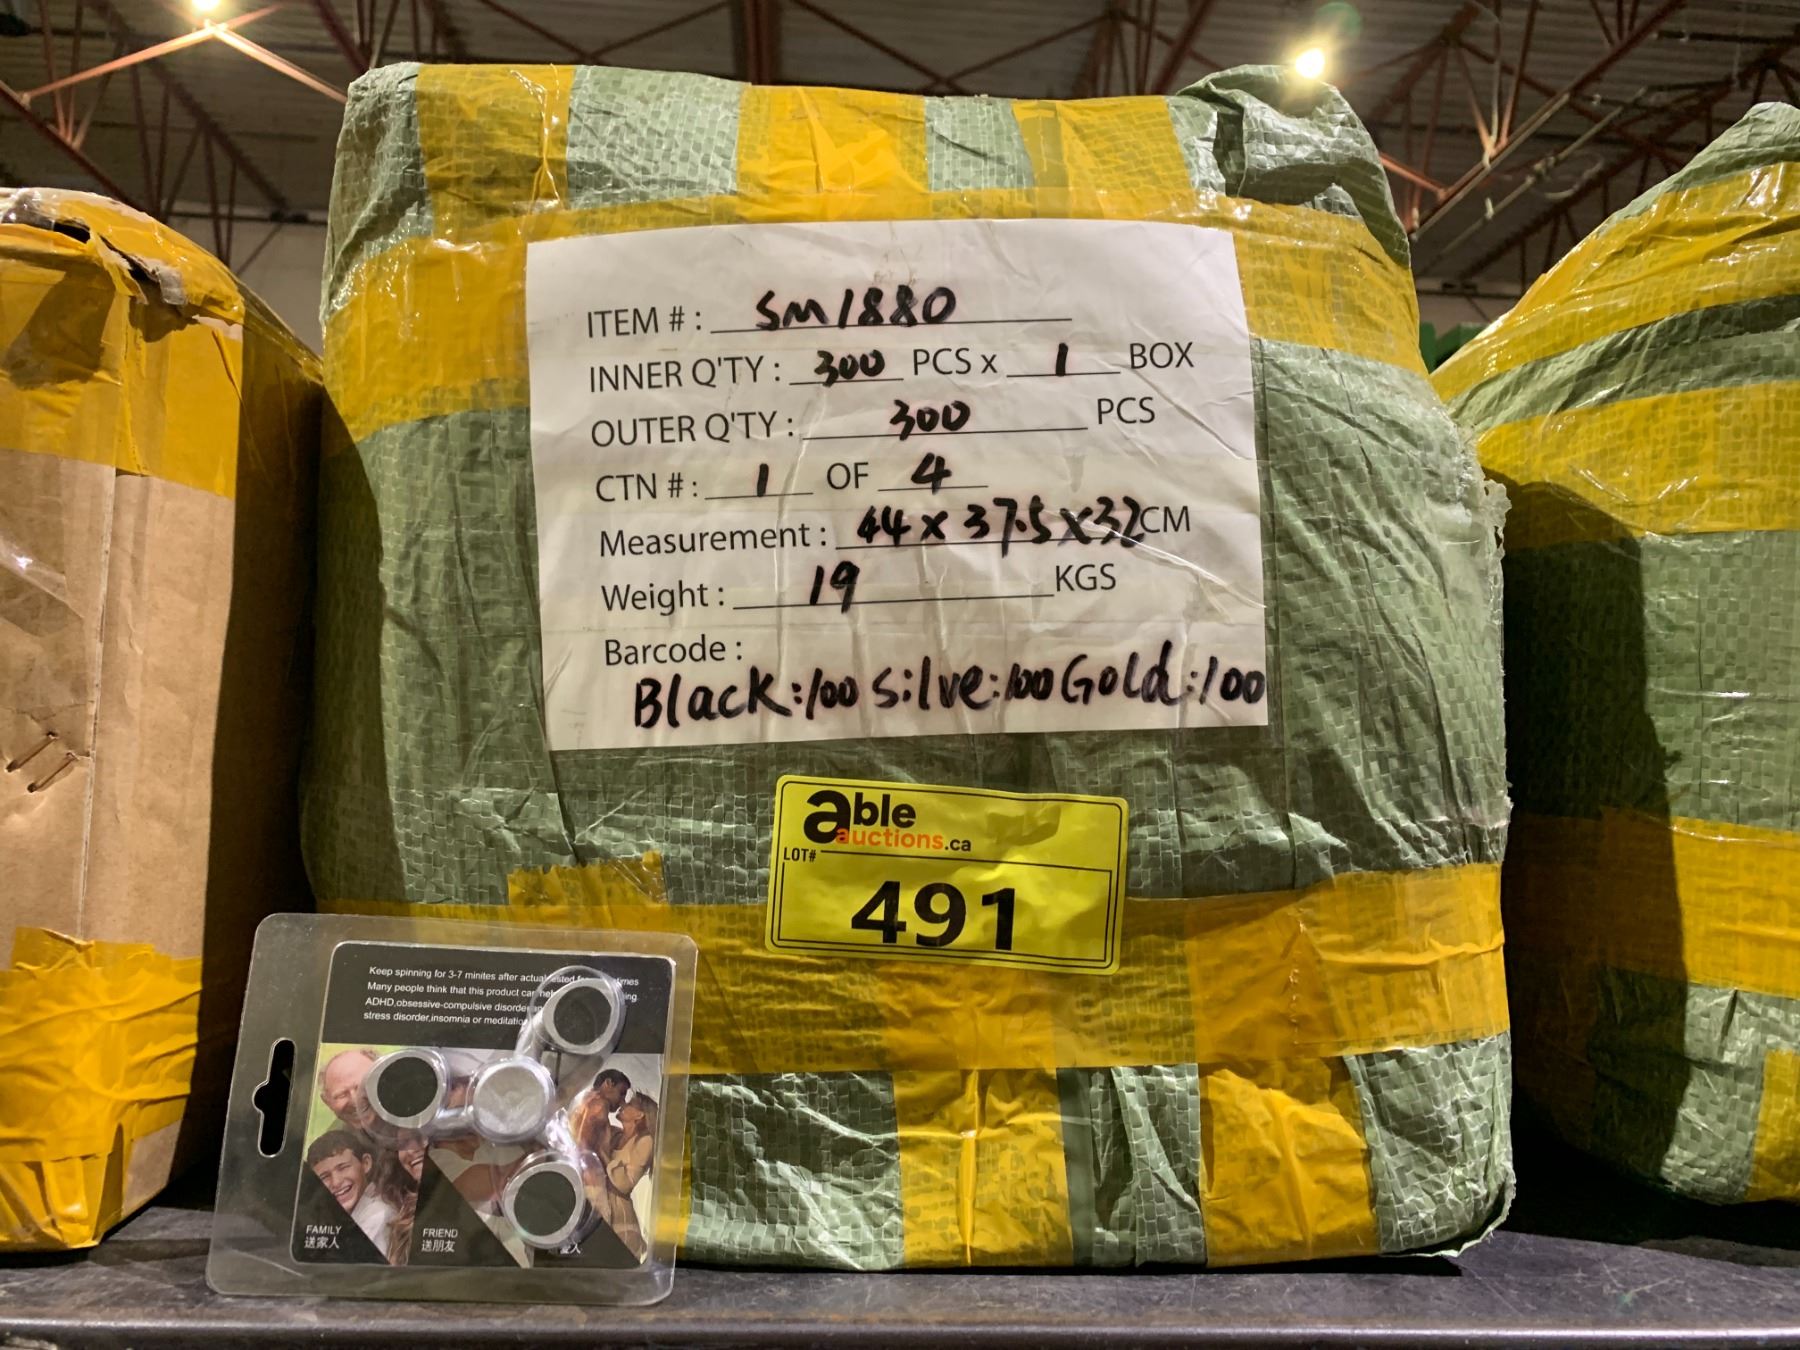 ITEM # : SM1880
INNER Q'TY : 300 PCS x 1 BOX
OUTER Q'TY : 300 PCS
CTN # : 1 OF 4
Measurement : 44 x 37.5 x 32 CM
Weight : 19 KGS
Barcode :
Black:100 Silve:100 Gold:100
able
auctions.ca
LOT#
491
Keep spinning for 3-7 minites after actual tested times
Many people think that this product can
ADHD,obsessive-compulsive disorder
stress disorder,insomnia or meditation
FAMILY
送家人
FRIEND
送朋友